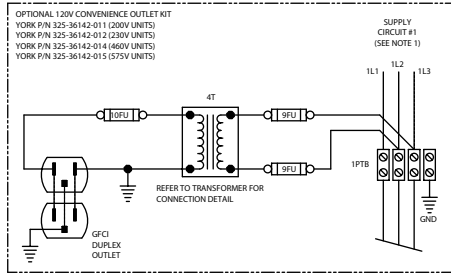 OPTIONAL 120V CONVENIENCE OUTLET KIT
YORK P/N 325-36142-011 (200V UNITS)
YORK P/N 325-36142-012 (230V UNITS)
YORK P/N 325-36142-014 (460V UNITS)
YORK P/N 325-36142-015 (575V UNITS)
SUPPLY
CIRCUIT #1
(SEE NOTE 1)
1L1
1L2
1L3
4T
10FU
9FU
9FU
1PTB
REFER TO TRANSFORMER FOR
CONNECTION DETAIL
GND
GFCI
DUPLEX
OUTLET